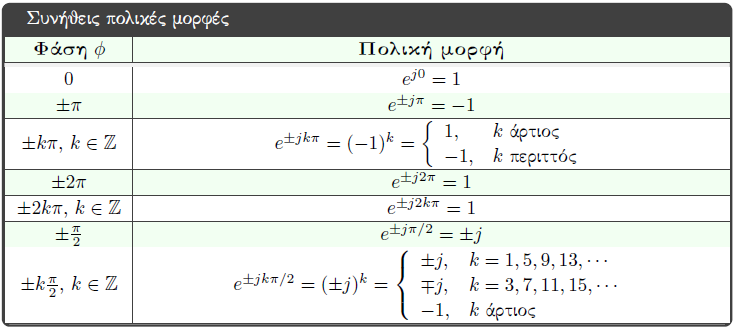 Συνήθεις πολικές μορφές
Φάση ϕ Πολική μορφή
0 e^{j0} = 1
±π e^{±jπ} = −1
±kπ, k ∈ ℤ e^{±jkπ} = (−1)^k = { 1, k άρτιος
−1, k περιττός
±2π e^{±j2π} = 1
±2kπ, k ∈ ℤ e^{±j2kπ} = 1
±π/2 e^{±jπ/2} = ±j
±kπ/2, k ∈ ℤ e^{±jkπ/2} = (±j)^k = { ±j, k = 1, 5, 9, 13, ⋯
∓j, k = 3, 7, 11, 15, ⋯
−1, k άρτιος